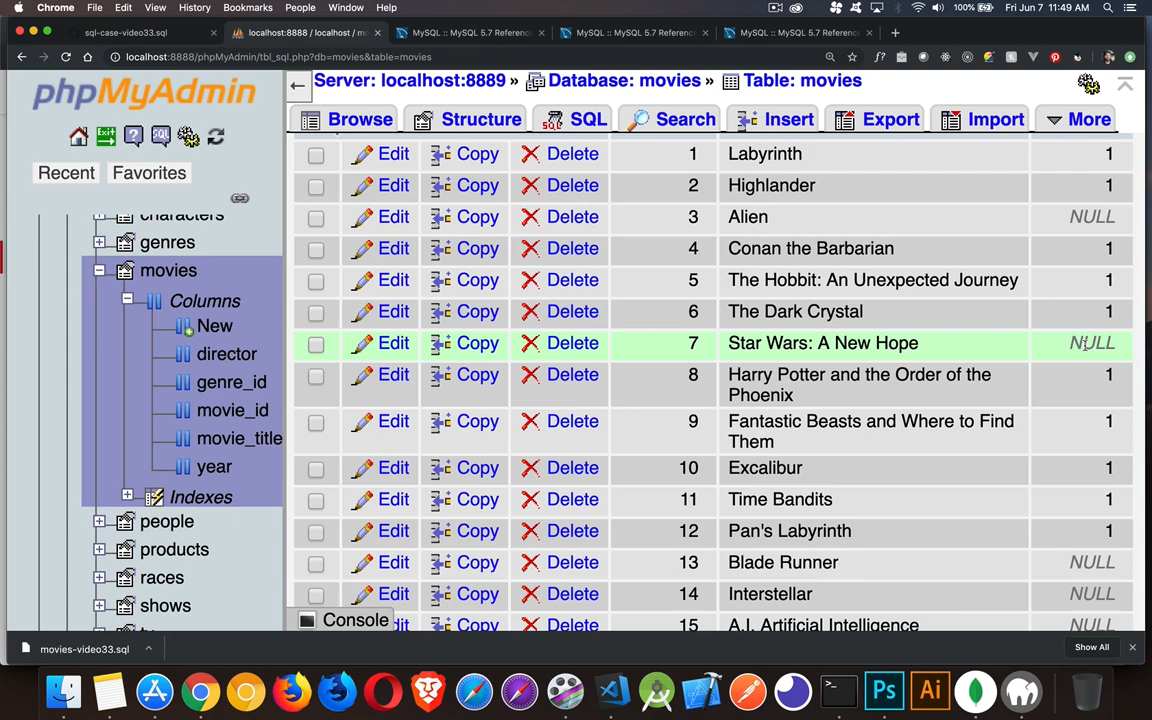 Chrome File Edit View History Bookmarks People Window Help 100% Fri Jun 7 11:49 AM
sql-case-video33.sql
localhost:8888 / localhost / mo
MySQL :: MySQL 5.7 Referenc
MySQL :: MySQL 5.7 Referenc
MySQL :: MySQL 5.7 Referenc
localhost:8888/phpMyAdmin/tbl_sql.php?db=movies&table=movies
phpMyAdmin
Recent Favorites
characters
genres
movies
Columns
New
director
genre_id
movie_id
movie_title
year
Indexes
people
products
races
shows
Server: localhost:8889 » Database: movies » Table: movies
Browse Structure SQL Search Insert Export Import More
Edit Copy Delete 1 Labyrinth 1
Edit Copy Delete 2 Highlander 1
Edit Copy Delete 3 Alien NULL
Edit Copy Delete 4 Conan the Barbarian 1
Edit Copy Delete 5 The Hobbit: An Unexpected Journey 1
Edit Copy Delete 6 The Dark Crystal 1
Edit Copy Delete 7 Star Wars: A New Hope NULL
Edit Copy Delete 8 Harry Potter and the Order of the 1
Phoenix
Edit Copy Delete 9 Fantastic Beasts and Where to Find 1
Them
Edit Copy Delete 10 Excalibur 1
Edit Copy Delete 11 Time Bandits 1
Edit Copy Delete 12 Pan's Labyrinth 1
Edit Copy Delete 13 Blade Runner NULL
Edit Copy Delete 14 Interstellar NULL
Copy Delete 15 A.I. Artificial Intelligence NULL
Console
movies-video33.sql
Show All
Ps
Ai